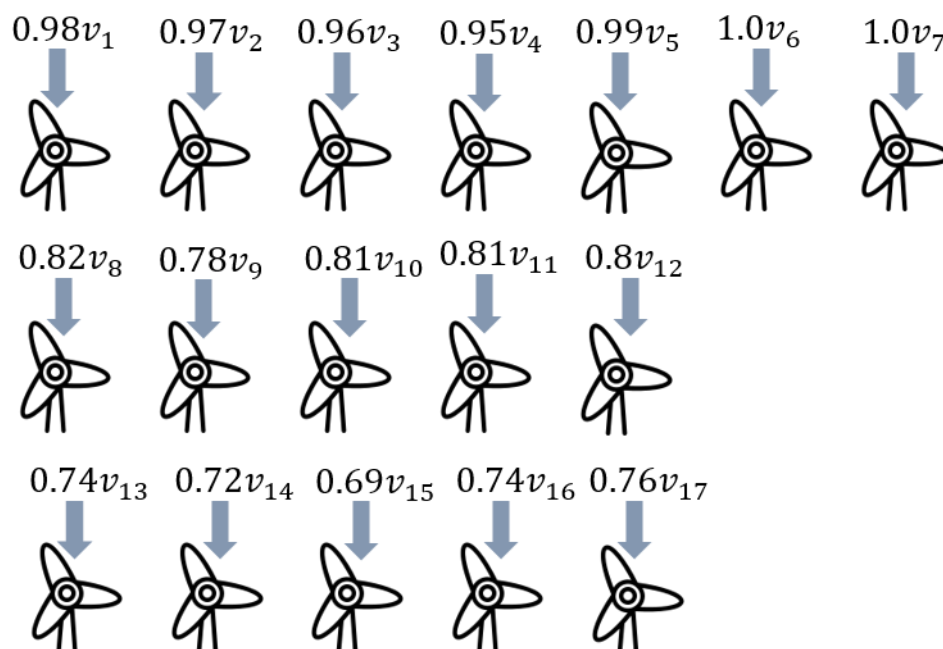 0.98v₁ 0.97v₂ 0.96v₃ 0.95v₄ 0.99v₅ 1.0v₆ 1.0v₇
0.82v₈ 0.78v₉ 0.81v₁₀ 0.81v₁₁ 0.8v₁₂
0.74v₁₃ 0.72v₁₄ 0.69v₁₅ 0.74v₁₆ 0.76v₁₇